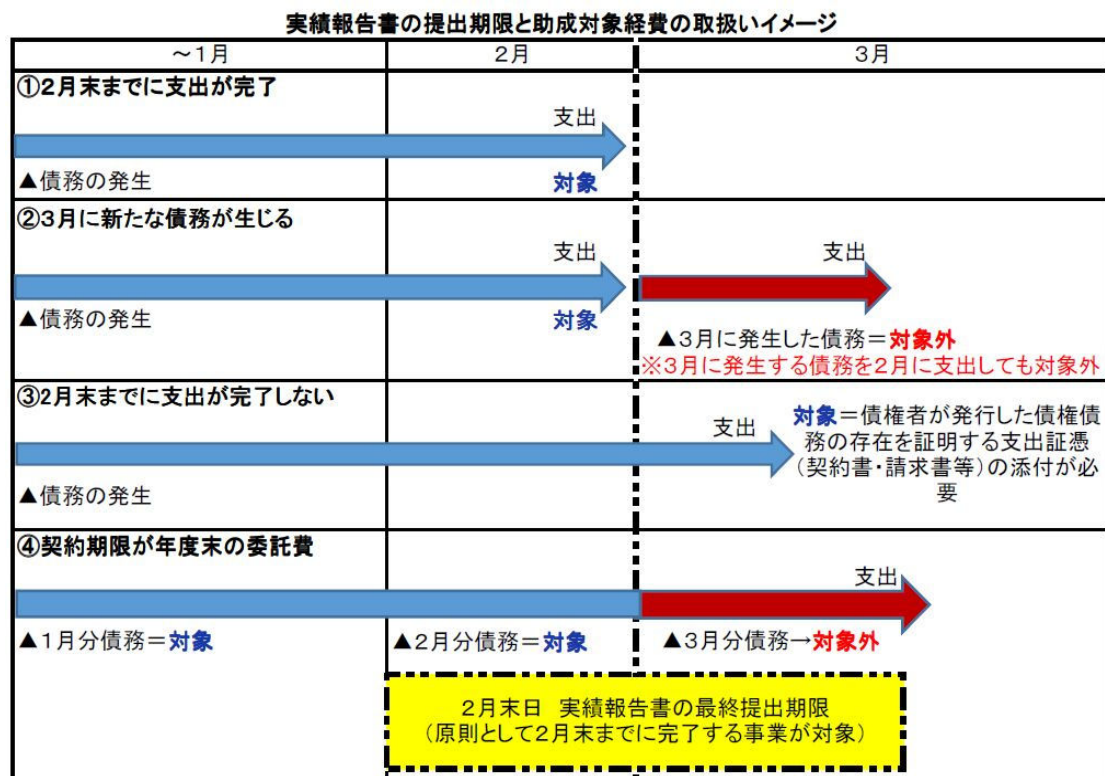 実績報告書の提出期限と助成対象経費の取扱いイメージ
～１月
２月
３月
①２月末までに支出が完了
支出
▲債務の発生
対象
②３月に新たな債務が生じる
支出
支出
▲債務の発生
対象
▲３月に発生した債務＝対象外
※３月に発生する債務を２月に支出しても対象外
③2月末までに支出が完了しない
支出
対象＝債権者が発行した債権債
務の存在を証明する支出証憑
（契約書・請求書等）の添付が必
要
▲債務の発生
④契約期限が年度末の委託費
支出
▲１月分債務＝対象
▲２月分債務＝対象
▲３月分債務→対象外
２月末日　実績報告書の最終提出期限
（原則として２月末までに完了する事業が対象）